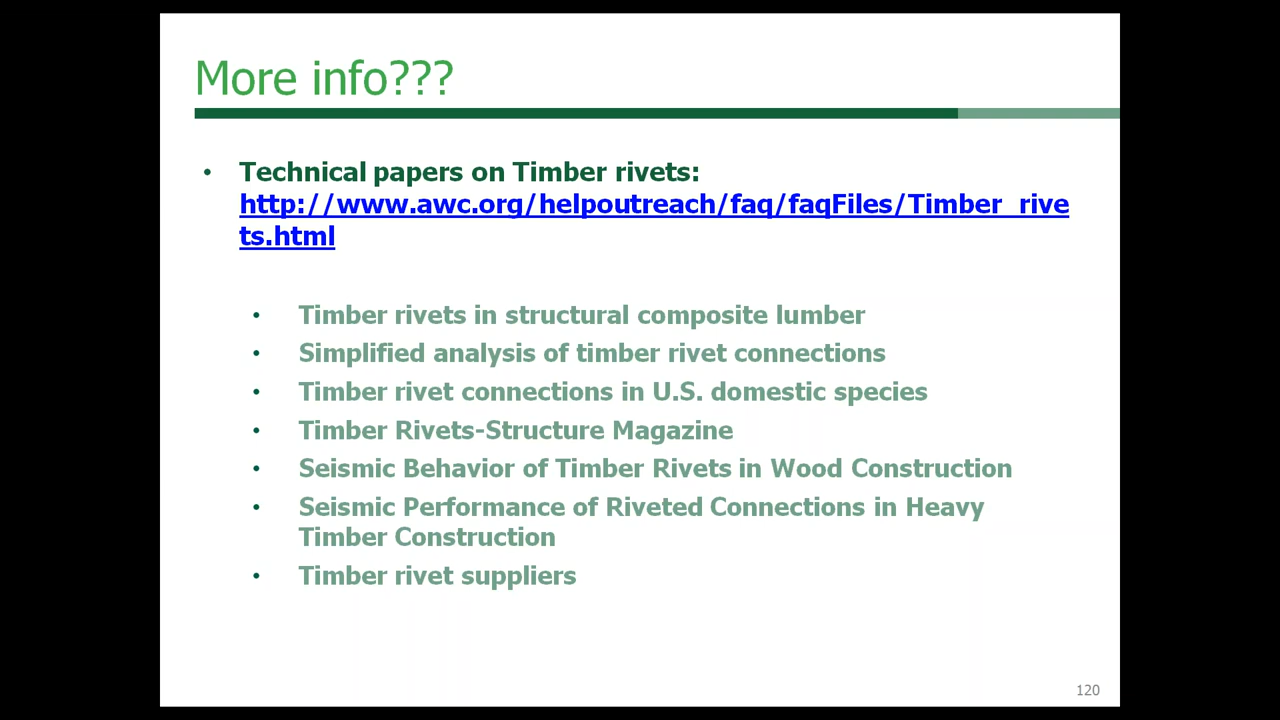 More info???
• Technical papers on Timber rivets:
http://www.awc.org/helpoutreach/faq/faqFiles/Timber_rive
ts.html
• Timber rivets in structural composite lumber
• Simplified analysis of timber rivet connections
• Timber rivet connections in U.S. domestic species
• Timber Rivets-Structure Magazine
• Seismic Behavior of Timber Rivets in Wood Construction
• Seismic Performance of Riveted Connections in Heavy
Timber Construction
• Timber rivet suppliers
120